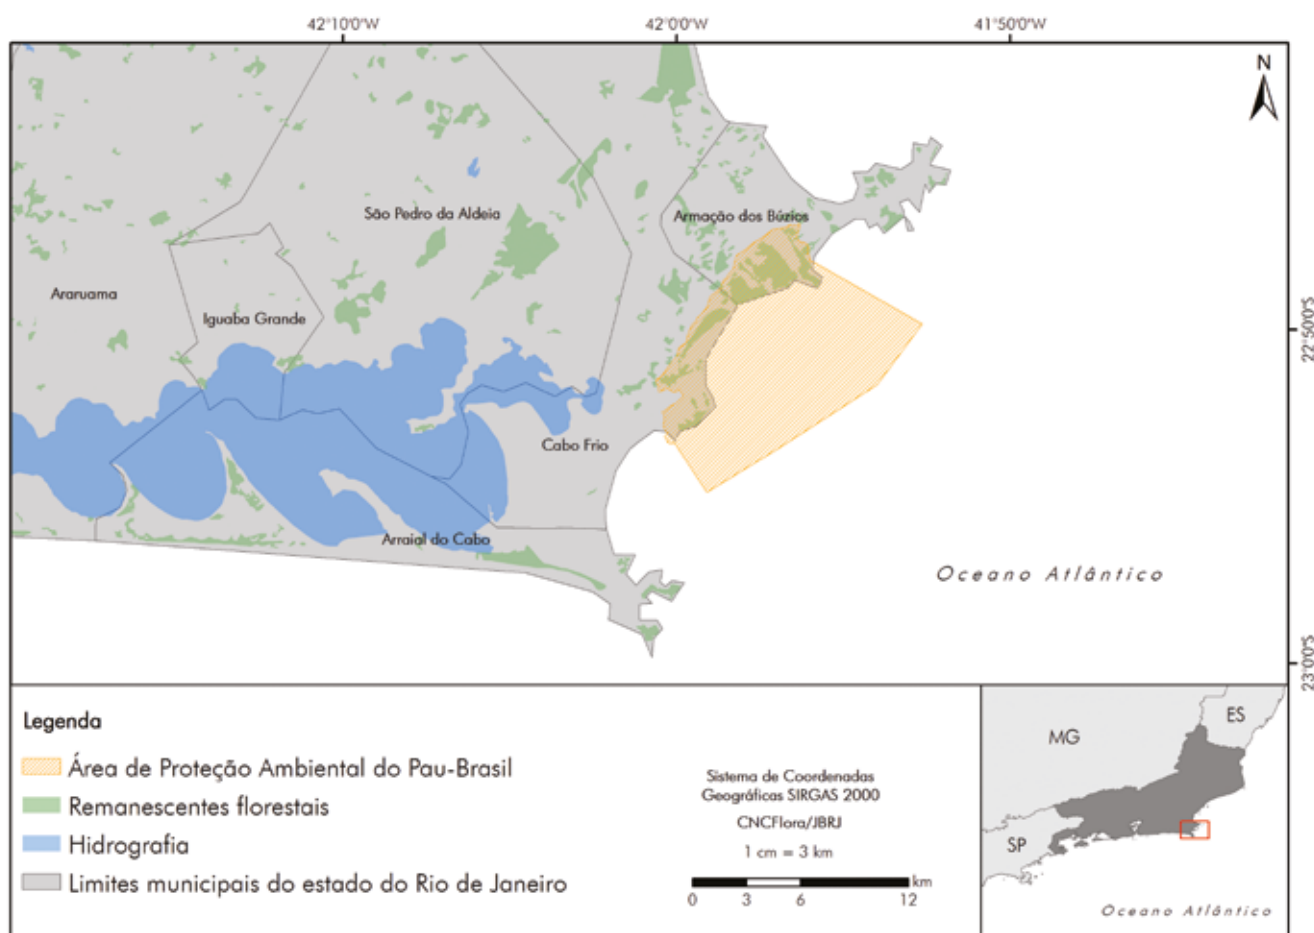 42°10'0"W
42°0'0"W
41°50'0"W
N
Armação dos Búzios
São Pedro da Aldeia
Araruama
Iguaba Grande
22°50'0"S
Cabo Frio
Arraial do Cabo
Oceano Atlântico
23°0'0"S
Legenda
Área de Proteção Ambiental do Pau-Brasil
Remanescentes florestais
Hidrografia
Limites municipais do estado do Rio de Janeiro
Sistema de Coordenadas
Geográficas SIRGAS 2000
CNCFlora/JBRJ
1 cm = 3 km
km
0 3 6 12
MG
ES
SP
Oceano Atlântico